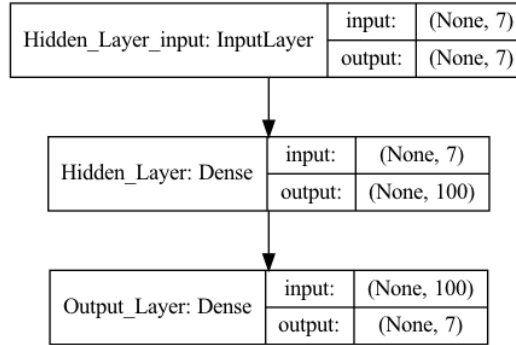 Hidden_Layer_input: InputLayer
input:
(None, 7)
output:
(None, 7)
Hidden_Layer: Dense
input:
(None, 7)
output:
(None, 100)
Output_Layer: Dense
input:
(None, 100)
output:
(None, 7)